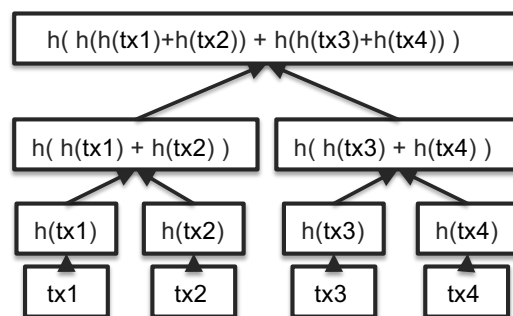 h( h(h(tx1)+h(tx2)) + h(h(tx3)+h(tx4)) )
h( h(tx1) + h(tx2) )
h( h(tx3) + h(tx4) )
h(tx1)
h(tx2)
h(tx3)
h(tx4)
tx1
tx2
tx3
tx4